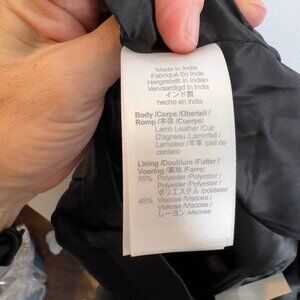 Made In India
Fabriqué En Inde
Hergestellt In Indien
Vervaardigd In India
インド製
hecho en india
Body /Corps /Oberteil /
Romp /本体 /Cuerpo:
Lamb Leather /Cuir
D'agneau /Lammfell /
Lamsleer /羊革 /piel de
cordero
Lining /Doublure /Futter /
Voering /裏地 /Forro:
55% Polyester /Polyester /
Polyester /Polyester /
ポリエステル /poliéster
45% Viscose /Viscose /
Viskose /Viscose /
レーヨン /Viscosa